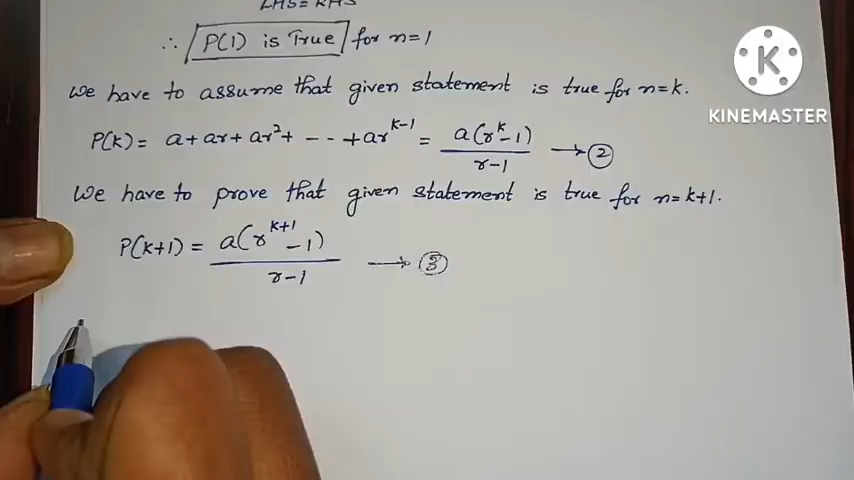 LHS = RHS
∴ P(1) is True for n=1
We have to assume that given statement is true for n=k.
P(k) = a + ar + ar² + --- + ar^(k-1) = a(r^k - 1) / (r-1) → ②
We have to prove that given statement is true for n=k+1.
P(k+1) = a(r^(k+1) - 1) / (r-1) → ③
K
KINEMASTER